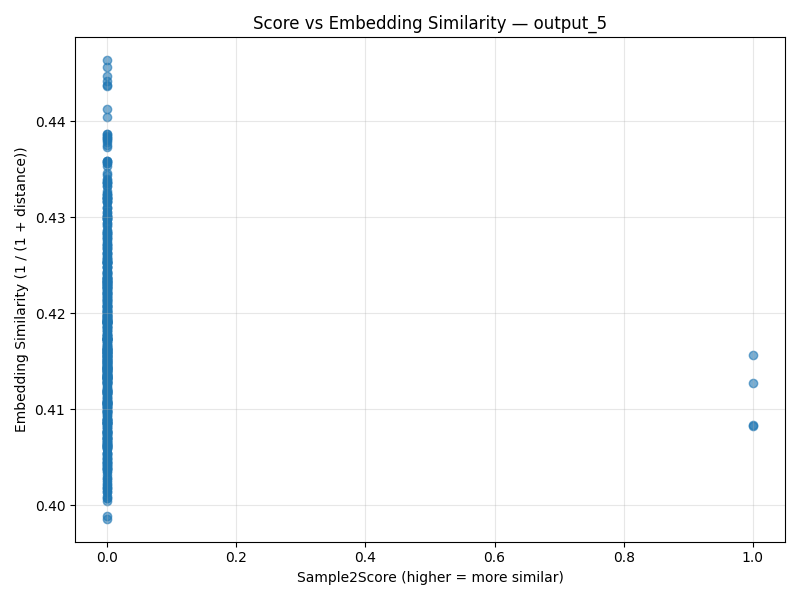 Score vs Embedding Similarity — output_5
Embedding Similarity (1 / (1 + distance))
0.44
0.43
0.42
0.41
0.40
0.0 0.2 0.4 0.6 0.8 1.0
Sample2Score (higher = more similar)